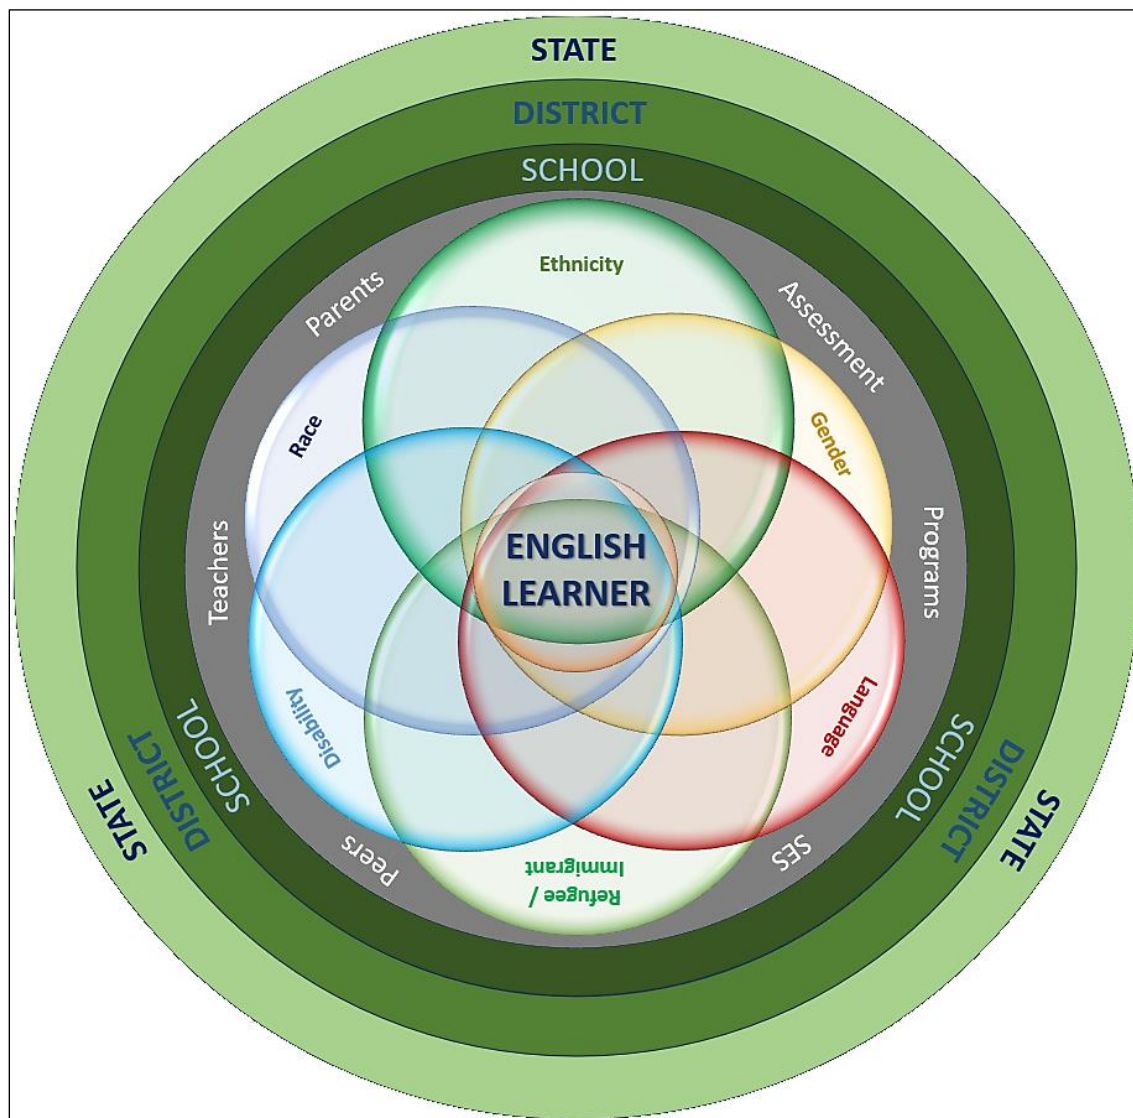 STATE
DISTRICT
SCHOOL
Ethnicity
Parents
Assessment
Race
Gender
Teachers
Programs
ENGLISH
LEARNER
Disability
Language
SCHOOL
DISTRICT
STATE
SCHOOL
DISTRICT
STATE
Peers
SES
Refugee /
Immigrant